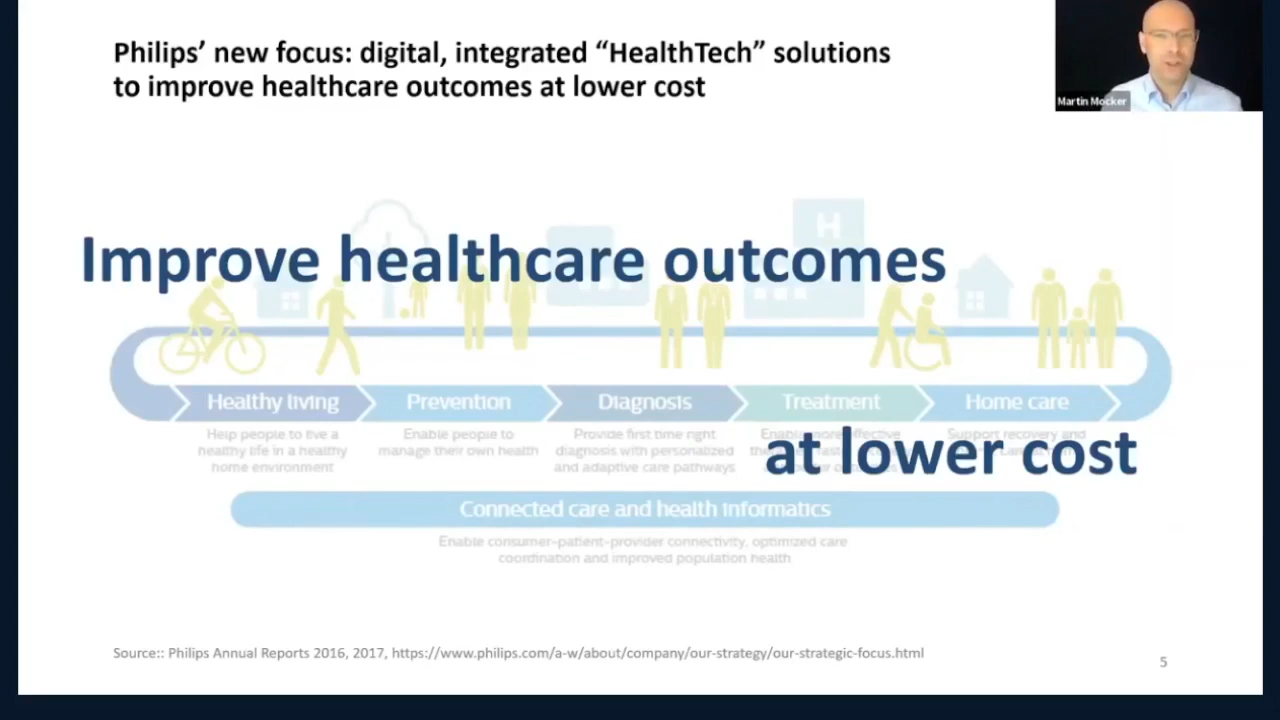 Philips’ new focus: digital, integrated “HealthTech” solutions
to improve healthcare outcomes at lower cost
Martin Mocker
H
Improve healthcare outcomes
Healthy living
Prevention
Diagnosis
Treatment
Home care
Help people to live a
healthy life in a healthy
home environment
Enable people to
manage their own health
Provide first time right
diagnosis with personalized
and adaptive care pathways
Enable more effective
Support recovery and
at lower cost
Connected care and health informatics
Enable consumer-patient-provider connectivity, optimized care
coordination and improved population health
Source:: Philips Annual Reports 2016, 2017, https://www.philips.com/a-w/about/company/our-strategy/our-strategic-focus.html
5